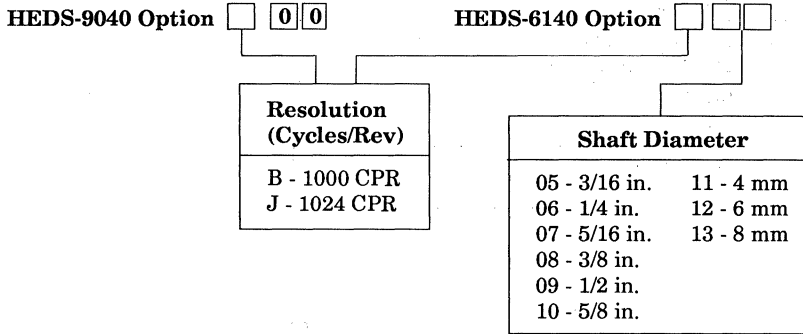 HEDS-9040 Option 0 0 HEDS-6140 Option
Resolution
(Cycles/Rev)
B - 1000 CPR
J - 1024 CPR
Shaft Diameter
05 - 3/16 in. 11 - 4 mm
06 - 1/4 in. 12 - 6 mm
07 - 5/16 in. 13 - 8 mm
08 - 3/8 in.
09 - 1/2 in.
10 - 5/8 in.